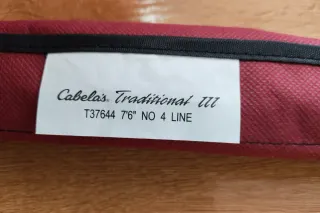 Cabela's Traditional III
T37644 7'6" NO 4 LINE